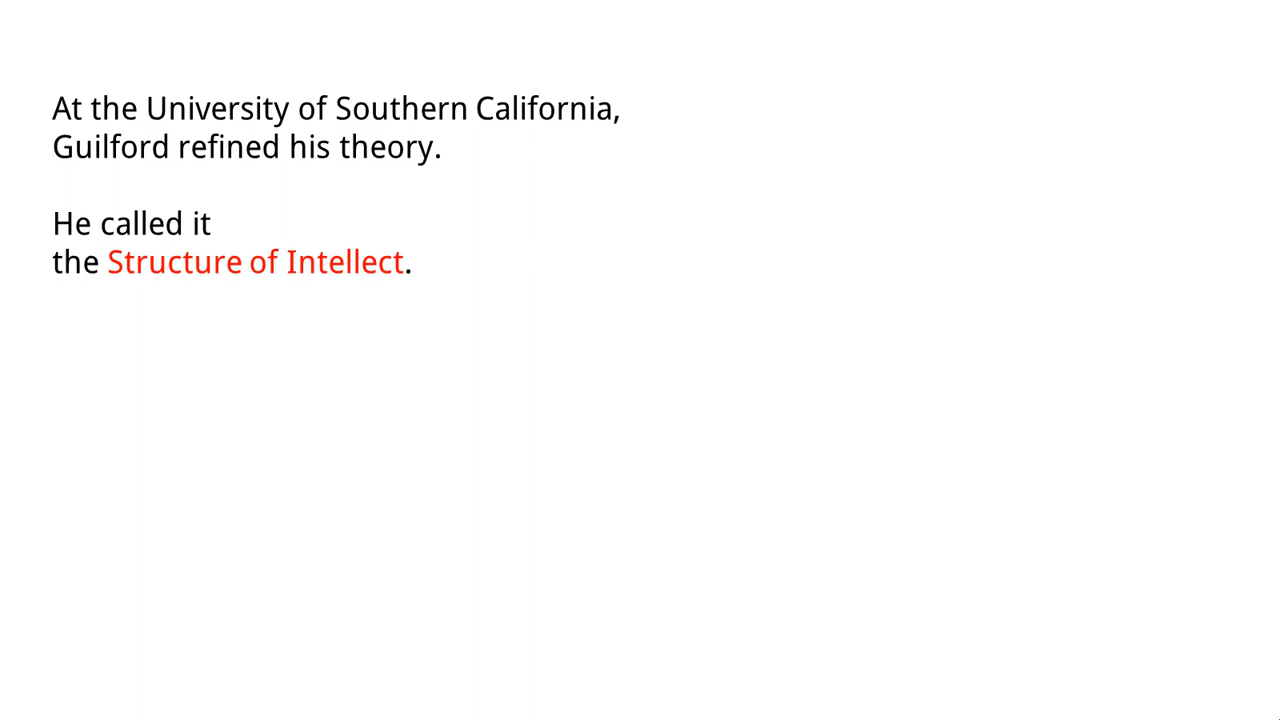 At the University of Southern California,
Guilford refined his theory.
He called it
the Structure of Intellect.